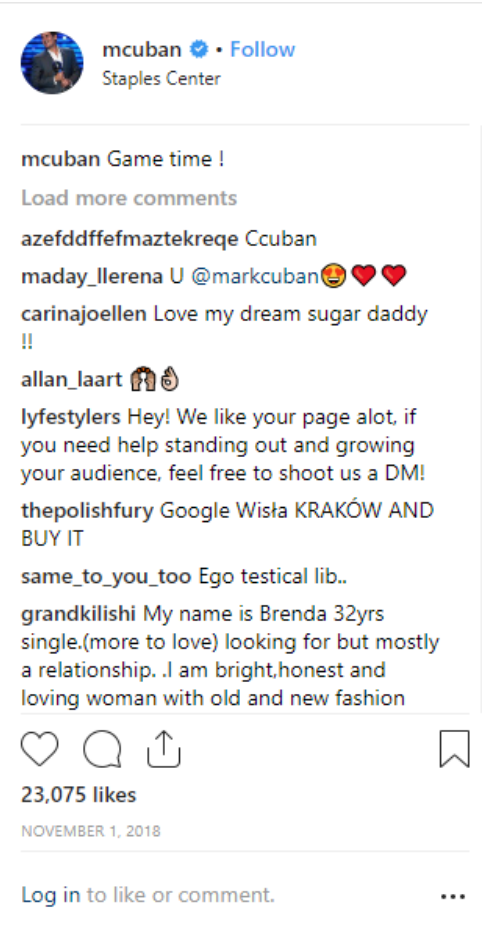 mcuban • Follow
Staples Center
mcuban Game time !
Load more comments
azefddffefmaztekreqe Ccuban
maday_llerena U @markcuban😍❤️❤️
carinajoellen Love my dream sugar daddy
!!
allan_laart 🙌🏽👌🏽
lyfestylers Hey! We like your page alot, if
you need help standing out and growing
your audience, feel free to shoot us a DM!
thepolishfury Google Wisła KRAKÓW AND
BUY IT
same_to_you_too Ego testical lib..
grandkilishi My name is Brenda 32yrs
single.(more to love) looking for but mostly
a relationship. .I am bright,honest and
loving woman with old and new fashion
23,075 likes
NOVEMBER 1, 2018
Log in to like or comment.